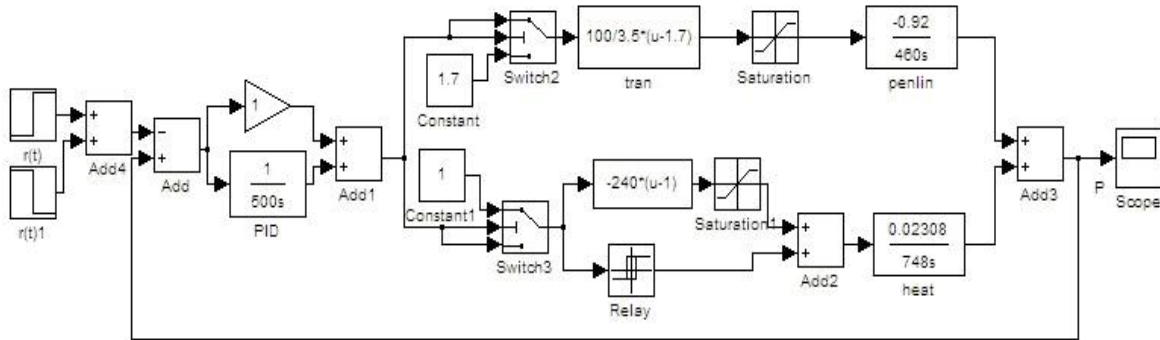 r(t)
r(t)1
+
+
Add4
−
+
Add
1
1
500s
PID
+
+
Add1
1.7
Constant
Switch2
100/3.5*(u-1.7)
tran
Saturation
-0.92
460s
penlin
1
Constant1
Switch3
-240*(u-1)
Saturation1
Relay
+
+
Add2
0.02308
748s
heat
+
+
Add3
P
Scope